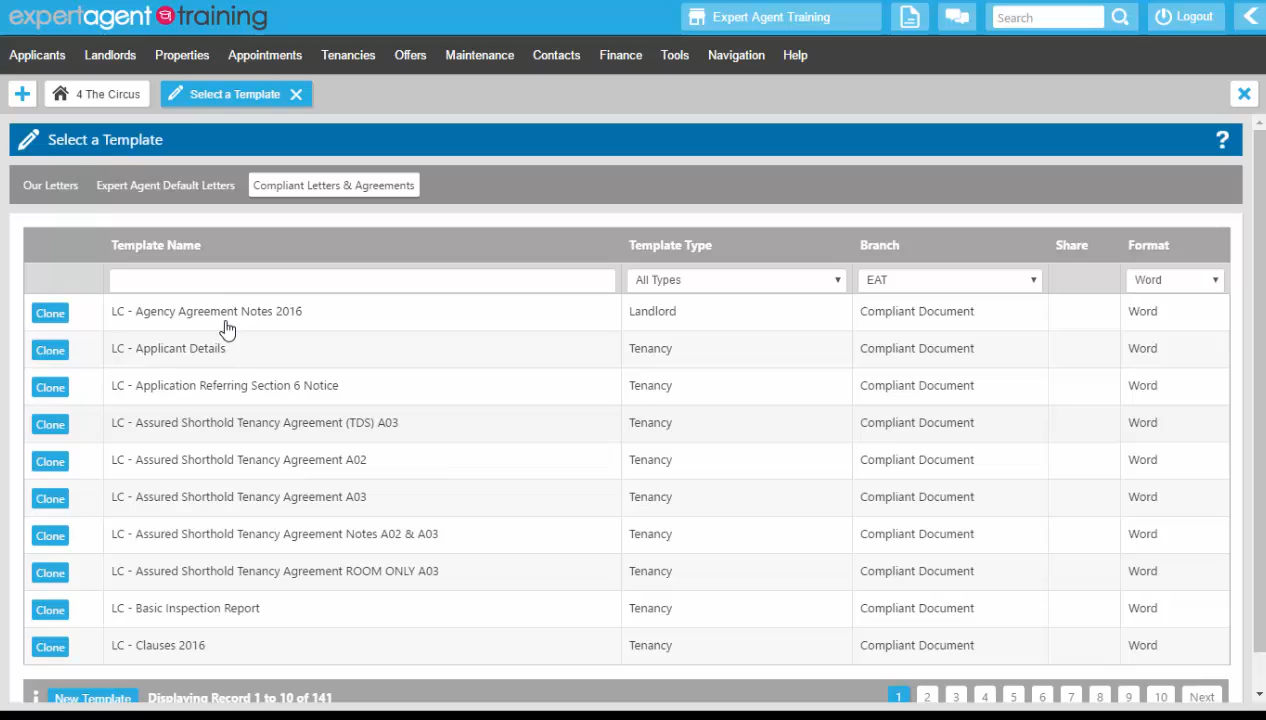 expertagent training Expert Agent Training Search Logout
Applicants Landlords Properties Appointments Tenancies Offers Maintenance Contacts Finance Tools Navigation Help
4 The Circus Select a Template
Select a Template ?
Our Letters Expert Agent Default Letters Compliant Letters & Agreements
Template Name Template Type Branch Share Format
All Types EAT Word
Clone LC - Agency Agreement Notes 2016 Landlord Compliant Document Word
Clone LC - Applicant Details Tenancy Compliant Document Word
Clone LC - Application Referring Section 6 Notice Tenancy Compliant Document Word
Clone LC - Assured Shorthold Tenancy Agreement (TDS) A03 Tenancy Compliant Document Word
Clone LC - Assured Shorthold Tenancy Agreement A02 Tenancy Compliant Document Word
Clone LC - Assured Shorthold Tenancy Agreement A03 Tenancy Compliant Document Word
Clone LC - Assured Shorthold Tenancy Agreement Notes A02 & A03 Tenancy Compliant Document Word
Clone LC - Assured Shorthold Tenancy Agreement ROOM ONLY A03 Tenancy Compliant Document Word
Clone LC - Basic Inspection Report Tenancy Compliant Document Word
Clone LC - Clauses 2016 Tenancy Compliant Document Word
New Template Displaying Record 1 to 10 of 141 1 2 3 4 5 6 7 8 9 10 Next